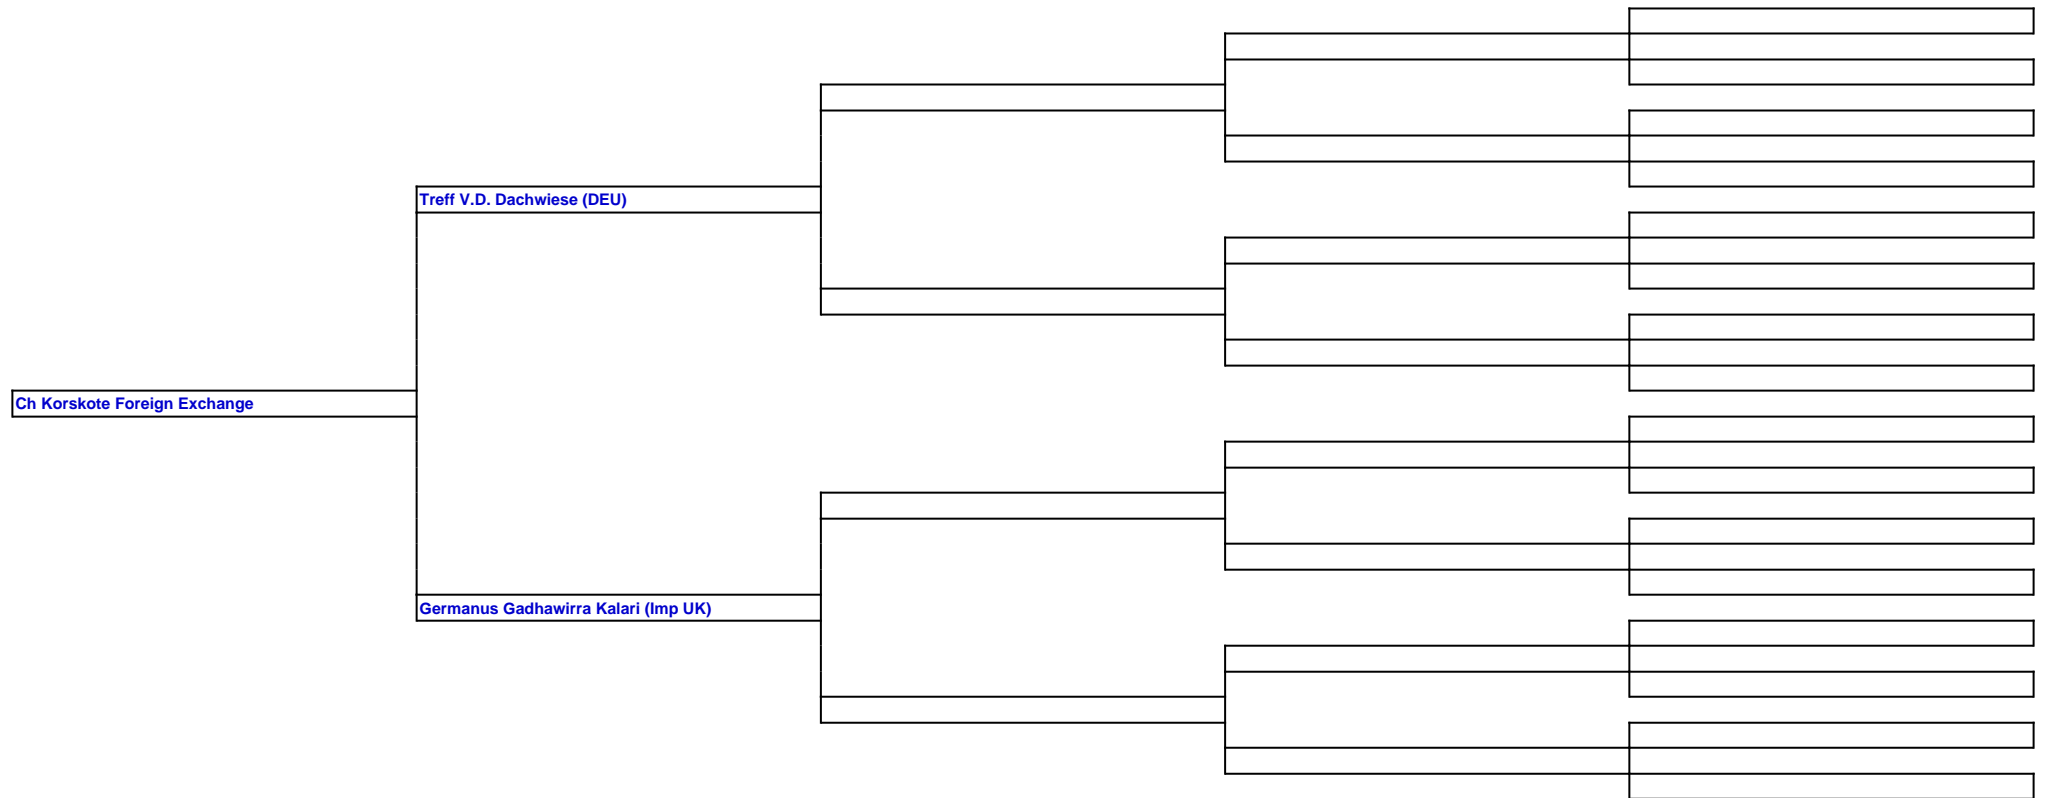 Treff V.D. Dachwiese (DEU)
Ch Korskote Foreign Exchange
Germanus Gadhawirra Kalari (Imp UK)